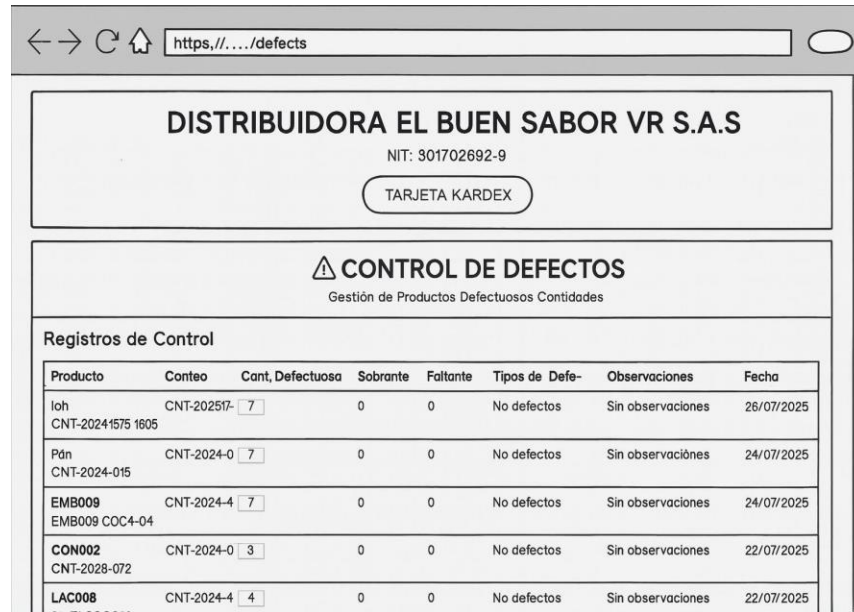 https,//..../defects
DISTRIBUIDORA EL BUEN SABOR VR S.A.S
NIT: 301702692-9
TARJETA KARDEX
CONTROL DE DEFECTOS
Gestión de Productos Defectuosos Contidades
Registros de Control
Producto Conteo Cant, Defectuosa Sobrante Faltante Tipos de Defe- Observaciones Fecha
loh CNT-202517- 7 0 0 No defectos Sin observaciones 26/07/2025
CNT-20241575 1605
Pán CNT-2024-0 7 0 0 No defectos Sin observaciónes 24/07/2025
CNT-2024-015
EMB009 CNT-2024-4 7 0 0 No defectos Sin observaciones 24/07/2025
EMB009 COC4-04
CON002 CNT-2024-0 3 0 0 No defectos Sin observaciones 22/07/2025
CNT-2028-072
LAC008 CNT-2024-4 4 0 0 No defectos Sin observaciones 22/07/2025